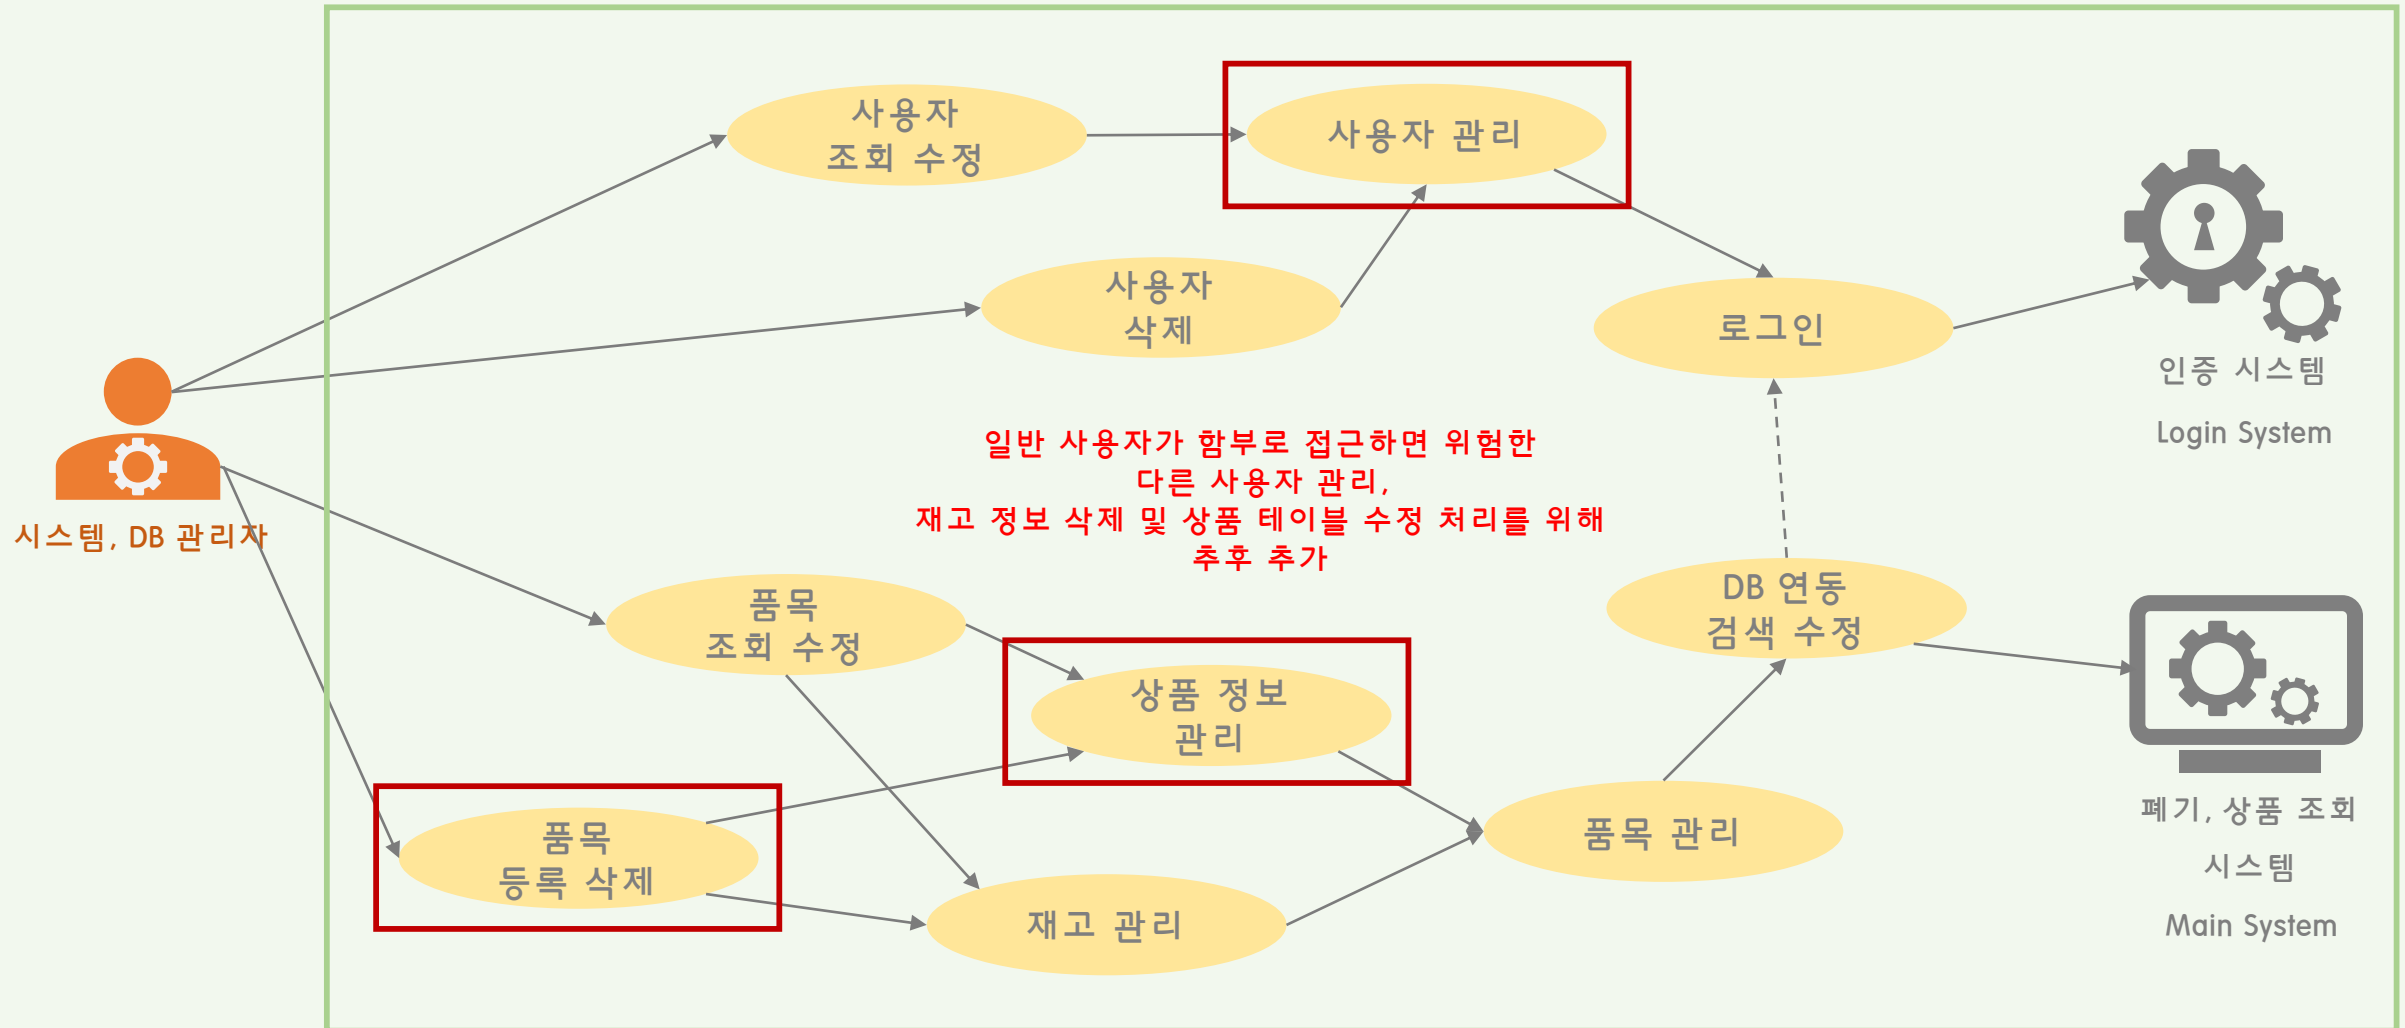 사용자
조회 수정
사용자 관리
사용자
삭제
로그인
인증 시스템
Login System
일반 사용자가 함부로 접근하면 위험한
다른 사용자 관리,
재고 정보 삭제 및 상품 테이블 수정 처리를 위해
추후 추가
시스템, DB 관리자
품목
조회 수정
DB 연동
검색 수정
상품 정보
관리
품목
등록 삭제
품목 관리
재고 관리
폐기, 상품 조회
시스템
Main System